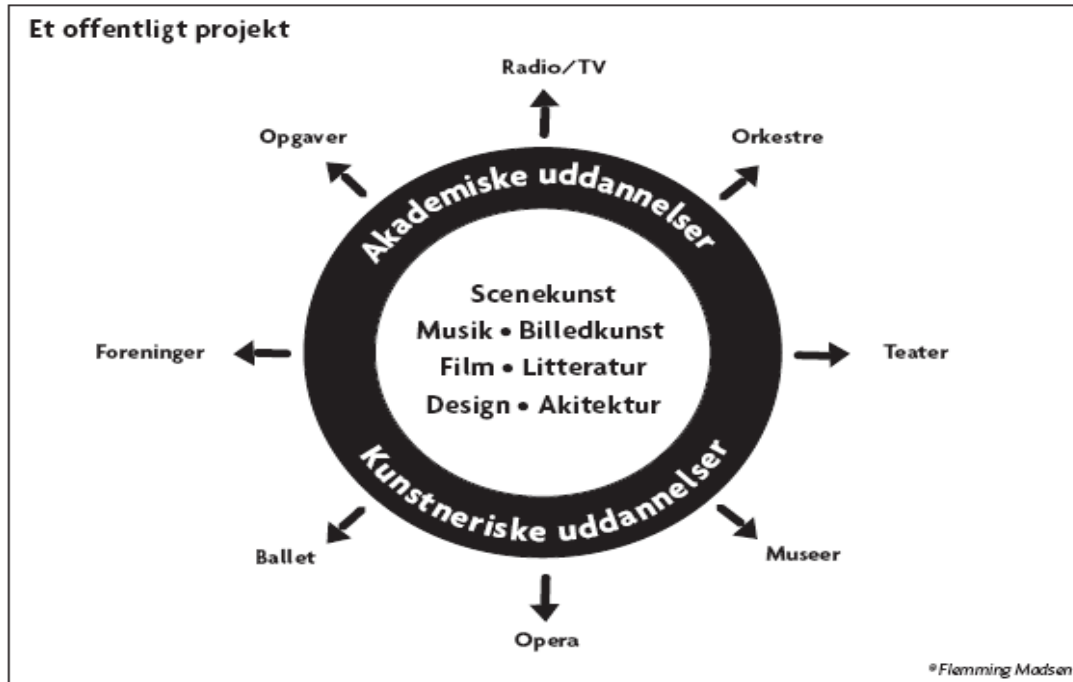 Et offentligt projekt
Radio/TV
Opgaver
Orkestre
Akademiske uddannelser
Scenekunst
Musik • Billedkunst
Film • Litteratur
Design • Akitektur
Foreninger
Teater
Kunstneriske uddannelser
Ballet
Museer
Opera
©Flemming Madsen